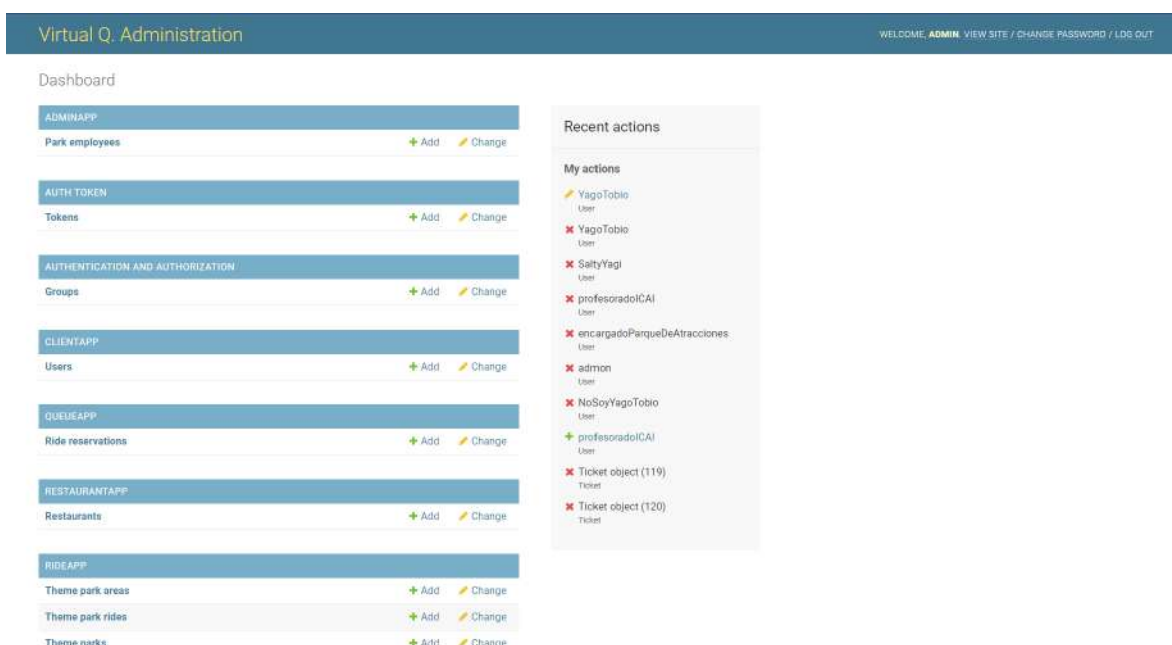 Virtual Q. Administration
WELCOME, ADMIN. VIEW SITE / CHANGE PASSWORD / LOG OUT
Dashboard
ADMINAPP
Park employees Add Change
AUTH TOKEN
Tokens Add Change
AUTHENTICATION AND AUTHORIZATION
Groups Add Change
CLIENTAPP
Users Add Change
QUEUEAPP
Ride reservations Add Change
RESTAURANTAPP
Restaurants Add Change
RIDEAPP
Theme park areas Add Change
Theme park rides Add Change
Theme parks Add Change
Recent actions
My actions
YagoTobio
User
YagoTobio
User
SaltyYagi
User
profesoradoICAI
User
encargadoParqueDeAtracciones
User
admon
User
NoSoyYagoTobio
User
profesoradoICAI
User
Ticket object (119)
Ticket
Ticket object (120)
Ticket